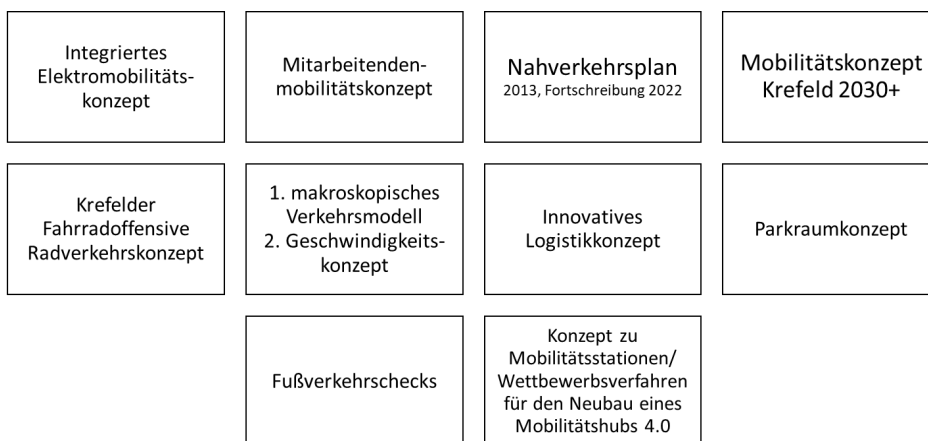 Integriertes
Elektromobilitäts-
konzept
Mitarbeitenden-
mobilitätskonzept
Nahverkehrsplan
2013, Fortschreibung 2022
Mobilitätskonzept
Krefeld 2030+
Krefelder
Fahrradoffensive
Radverkehrskonzept
1. makroskopisches
Verkehrsmodell
2. Geschwindigkeits-
konzept
Innovatives
Logistikkonzept
Parkraumkonzept
Fußverkehrschecks
Konzept zu
Mobilitätsstationen/
Wettbewerbsverfahren
für den Neubau eines
Mobilitätshubs 4.0